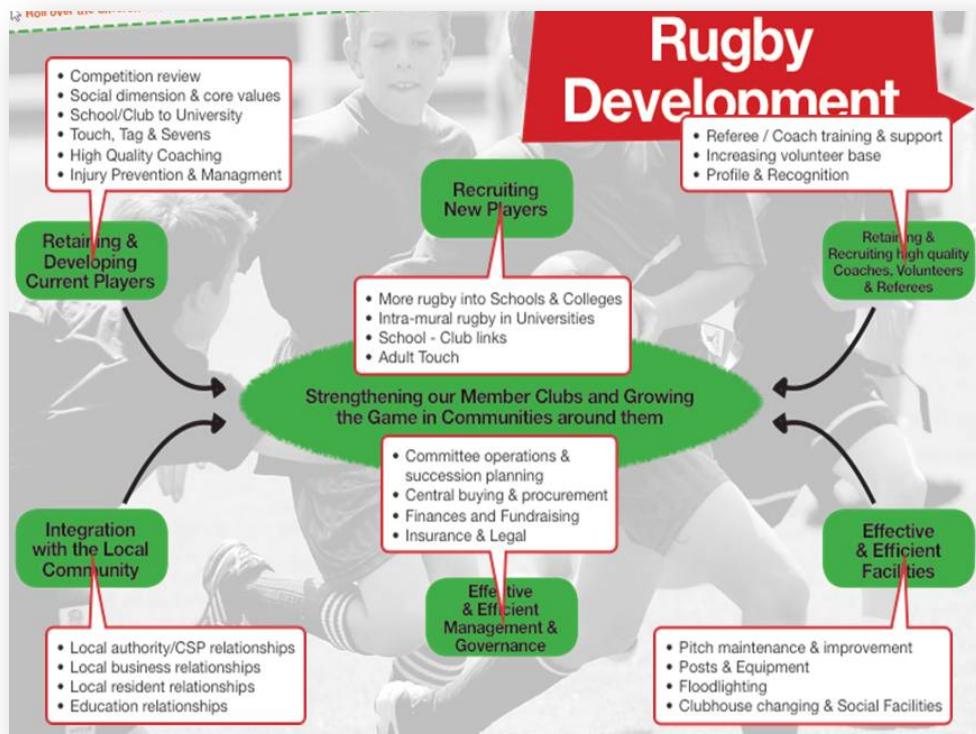 Roll over the
Rugby
Development
• Competition review
• Social dimension & core values
• School/Club to University
• Touch, Tag & Sevens
• High Quality Coaching
• Injury Prevention & Managment
Retaining &
Developing
Current Players
Recruiting
New Players
• More rugby into Schools & Colleges
• Intra-mural rugby in Universities
• School - Club links
• Adult Touch
• Referee / Coach training & support
• Increasing volunteer base
• Profile & Recognition
Retaining &
Recruiting high quality
Coaches, Volunteers
& Referees
Strengthening our Member Clubs and Growing
the Game in Communities around them
Integration
with the Local
Community
• Local authority/CSP relationships
• Local business relationships
• Local resident relationships
• Education relationships
• Committee operations &
succession planning
• Central buying & procurement
• Finances and Fundraising
• Insurance & Legal
Effective
& Efficient
Management &
Governance
Effective
& Efficient
Facilities
• Pitch maintenance & improvement
• Posts & Equipment
• Floodlighting
• Clubhouse changing & Social Facilities